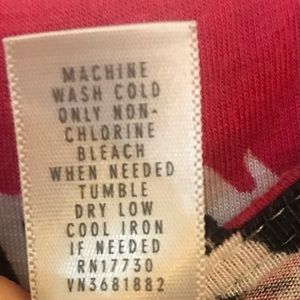 MACHINE
WASH COLD
ONLY NON-
CHLORINE
BLEACH
WHEN NEEDED
TUMBLE
DRY LOW
COOL IRON
IF NEEDED
RN17730
VN3681882